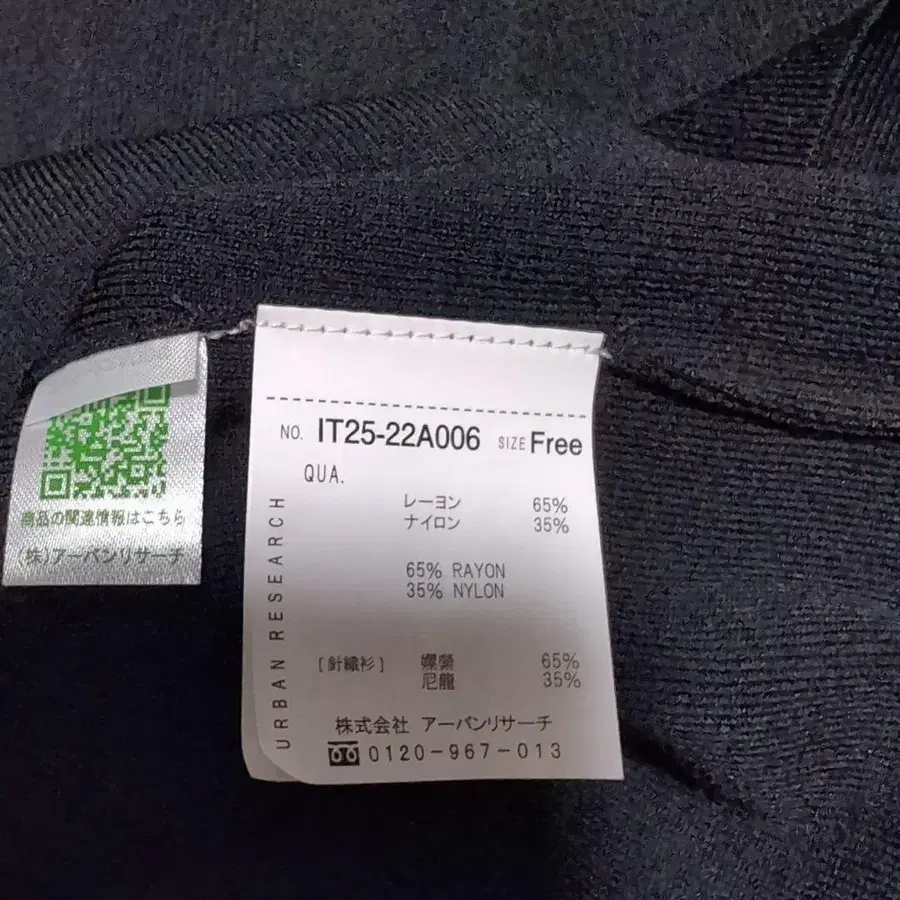 商品の関連情報はこちら
(株)アーバンリサーチ
NO. IT25-22A006 SIZE Free
QUA.
レーヨン 65%
ナイロン 35%
65% RAYON
35% NYLON
[針織衫] 嫘縈 65%
尼龍 35%
URBAN RESEARCH
株式会社 アーバンリサーチ
0120-967-013